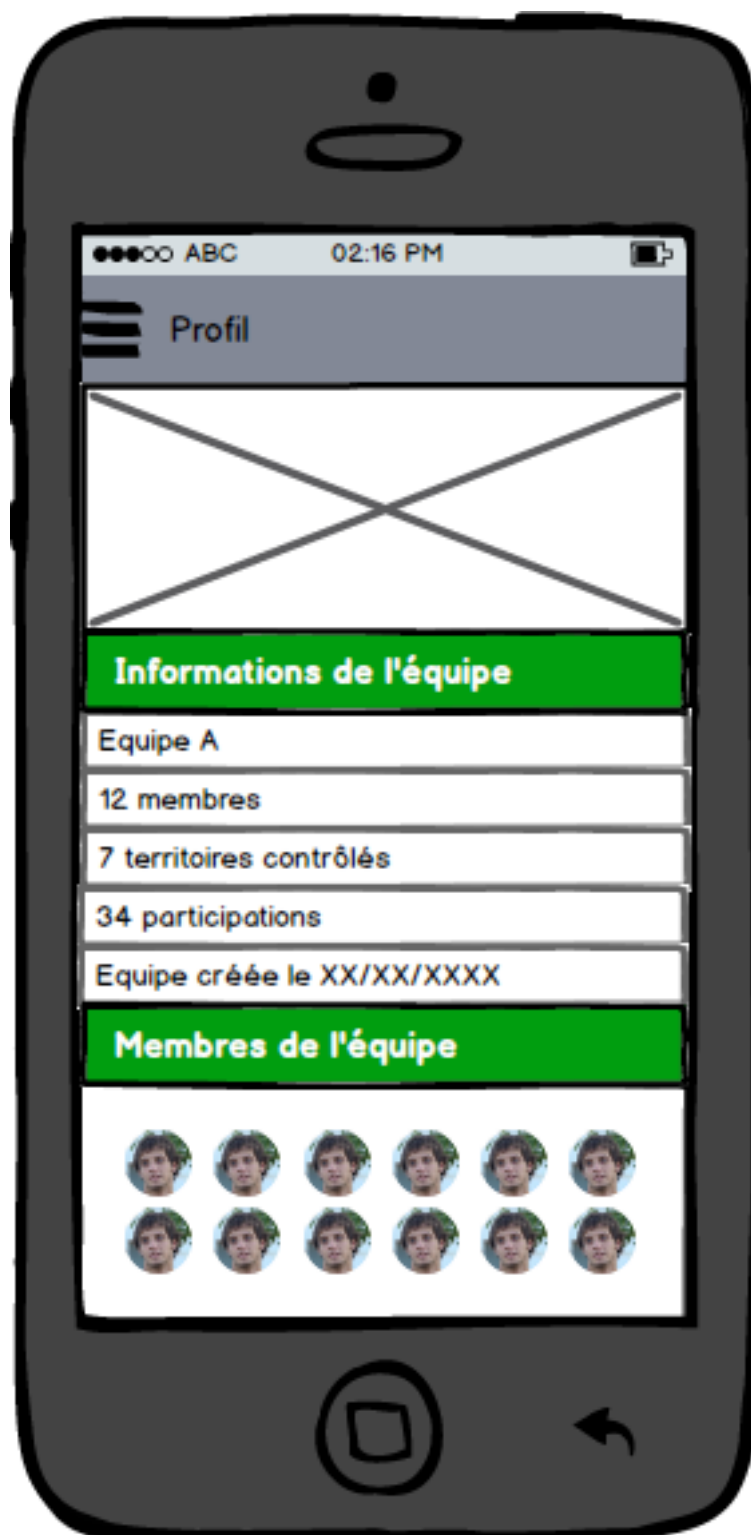 ABC 02:16 PM
Profil
Informations de l'équipe
Equipe A
12 membres
7 territoires contrôlés
34 participations
Equipe créée le XX/XX/XXXX
Membres de l'équipe